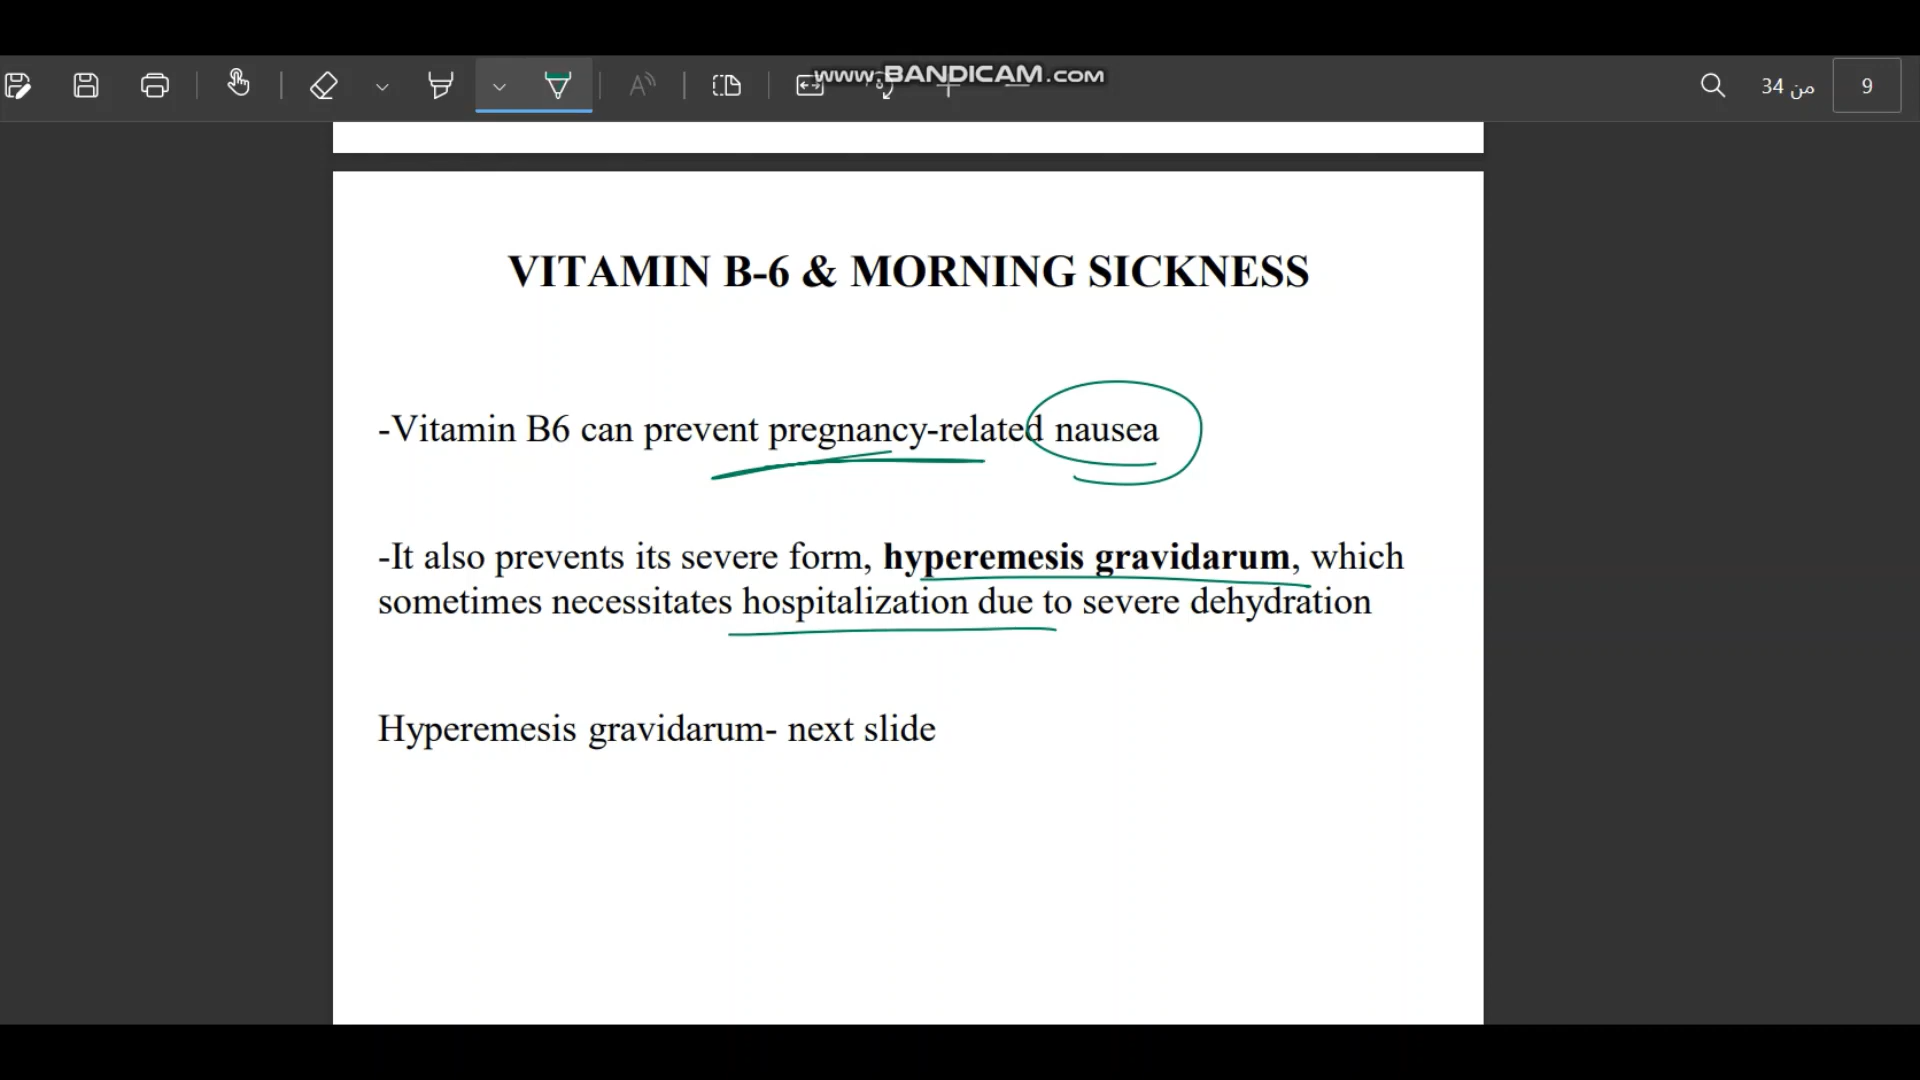 www.BANDICAM.com
من 34
9
VITAMIN B-6 & MORNING SICKNESS
-Vitamin B6 can prevent pregnancy-related nausea
-It also prevents its severe form, hyperemesis gravidarum, which
sometimes necessitates hospitalization due to severe dehydration
Hyperemesis gravidarum- next slide